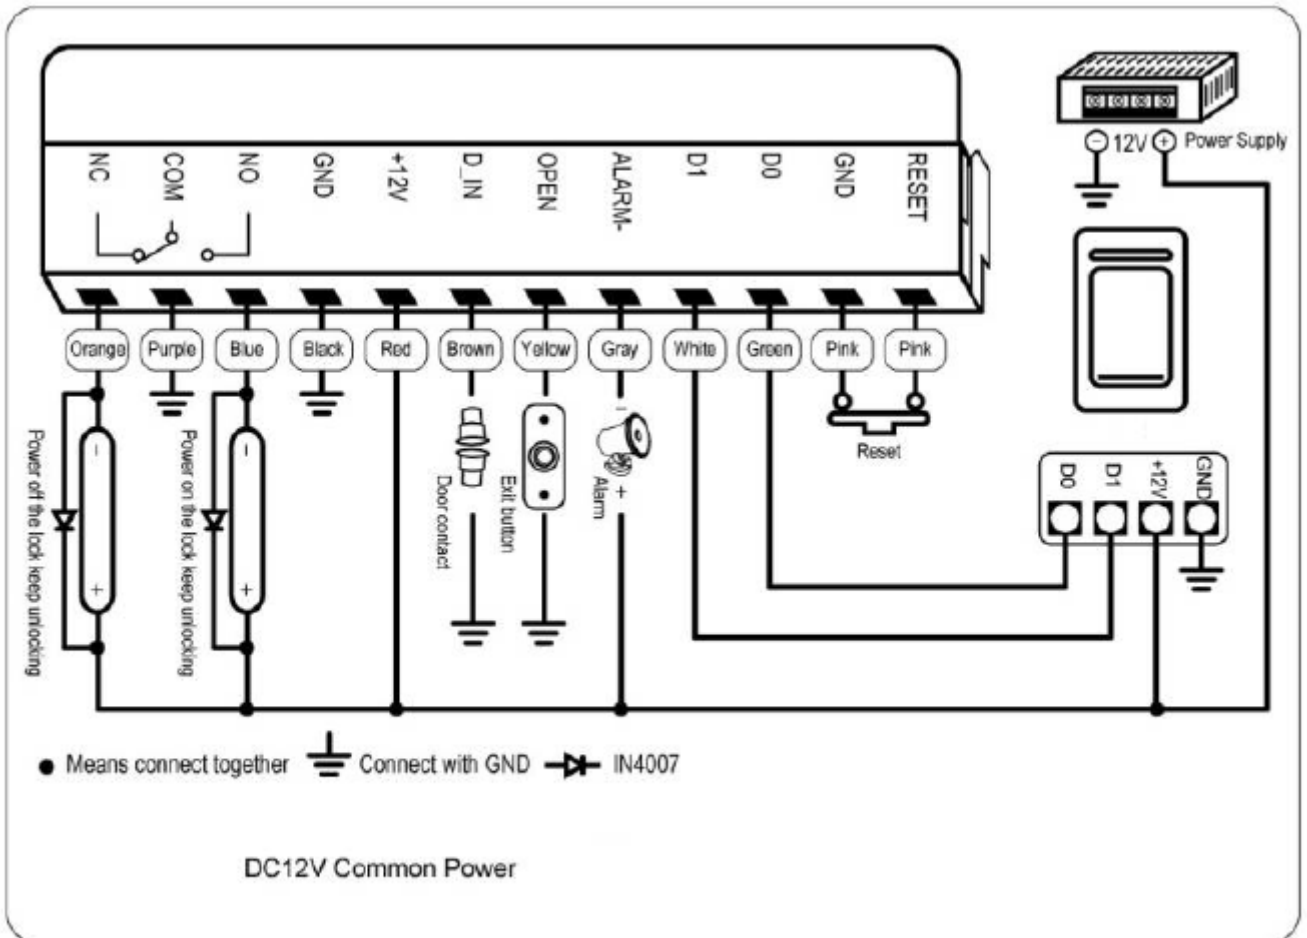 NC
COM
NO
GND
+12V
D_IN
OPEN
ALARM-
D1
D0
GND
RESET
- 12V + Power Supply
Orange
Purple
Blue
Black
Red
Brown
Yellow
Gray
White
Green
Pink
Pink
Power off the lock keep unlocking
- +
Power on the lock keep unlocking
- +
Door contact
Exit button
- +
Alarm
Reset
D0
D1
+12V
GND
Means connect together
Connect with GND
IN4007
DC12V Common Power